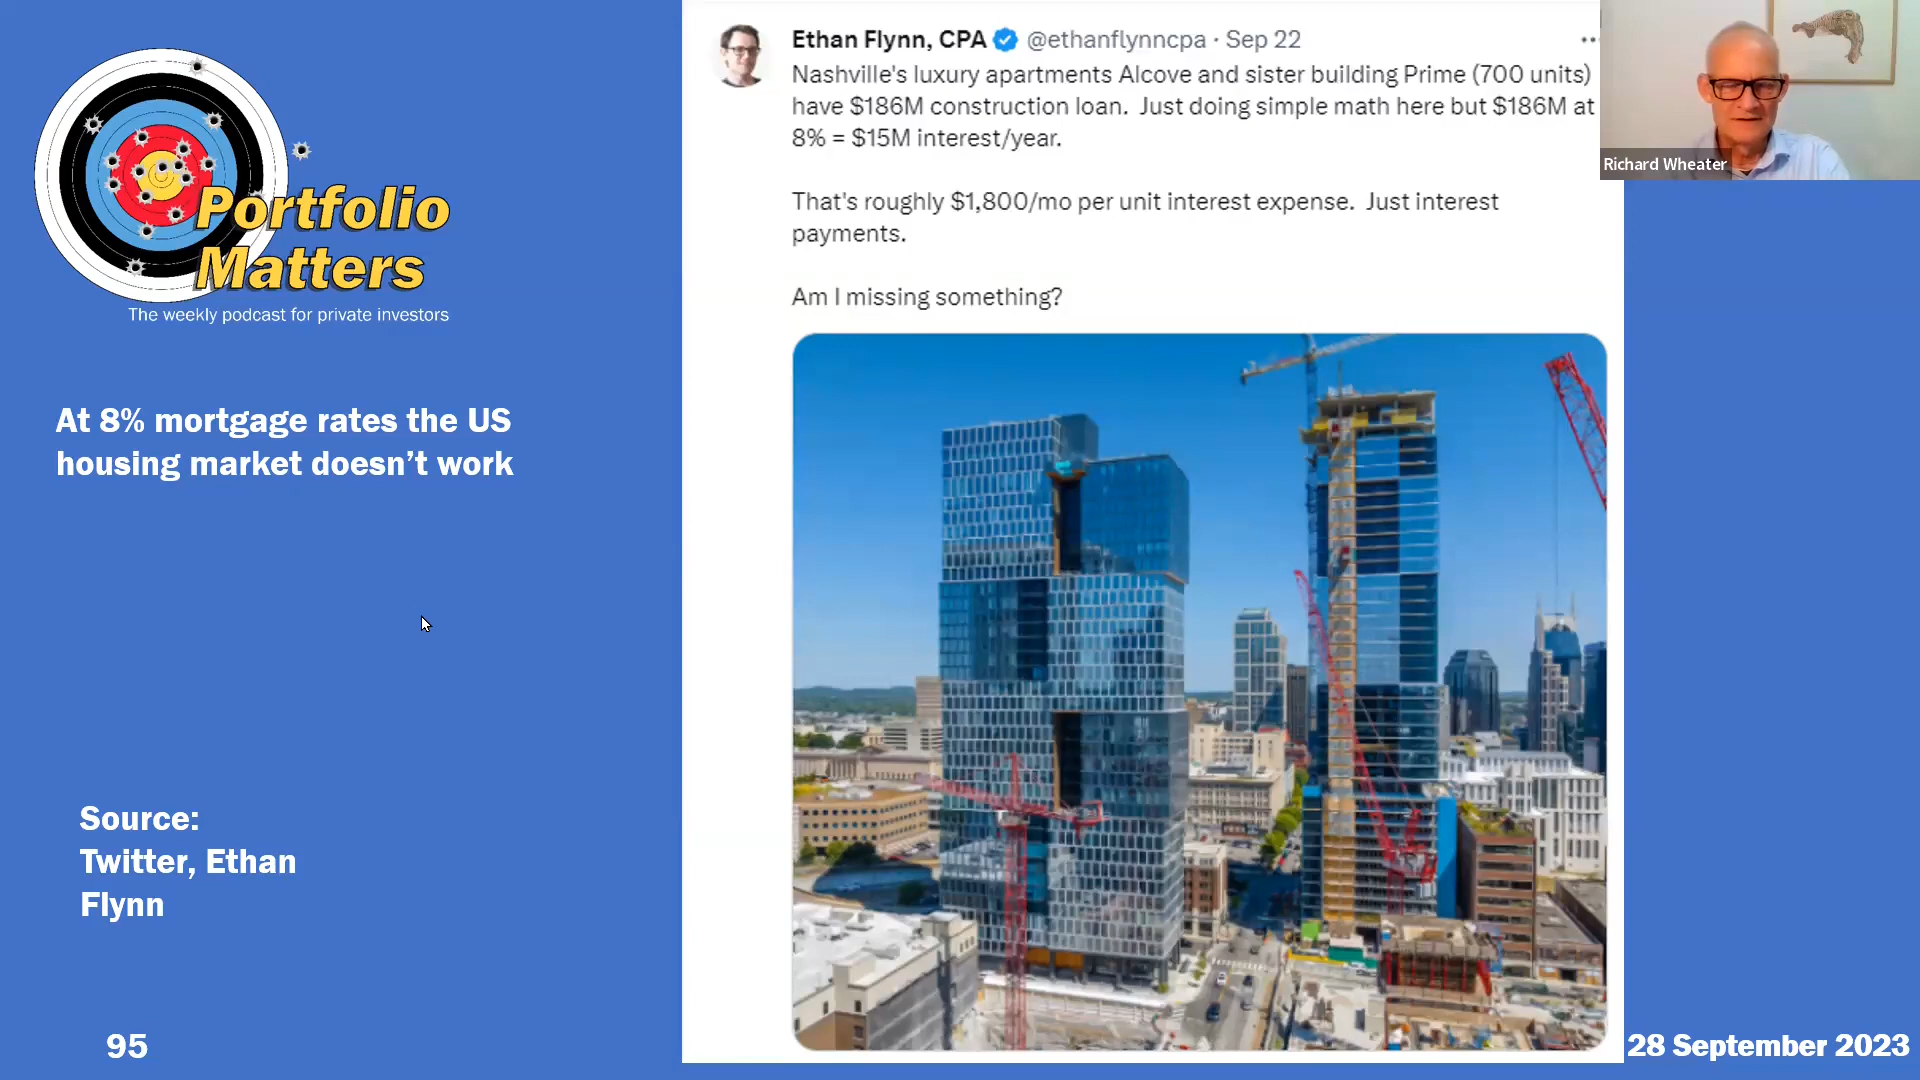 Portfolio
Matters
The weekly podcast for private investors
At 8% mortgage rates the US
housing market doesn’t work
Source:
Twitter, Ethan
Flynn
95
Ethan Flynn, CPA @ethanflynncpa · Sep 22
Nashville's luxury apartments Alcove and sister building Prime (700 units)
have $186M construction loan.  Just doing simple math here but $186M at
8% = $15M interest/year.
That's roughly $1,800/mo per unit interest expense.  Just interest
payments.
Am I missing something?
Richard Wheater
28 September 2023